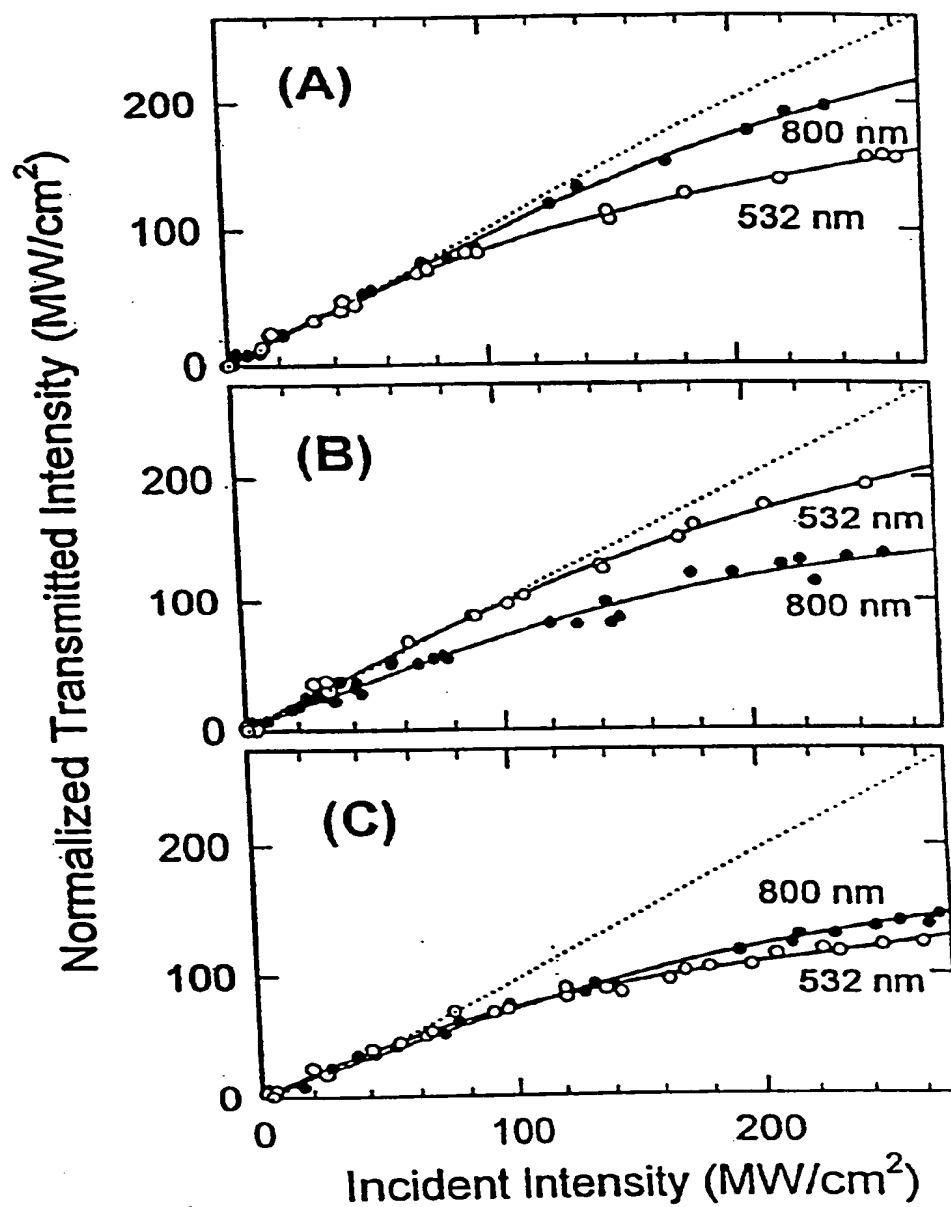 Normalized Transmitted Intensity (MW/cm²)
(A)
200
100
0
800 nm
532 nm
(B)
200
100
0
532 nm
800 nm
(C)
200
100
0
800 nm
532 nm
0 100 200
Incident Intensity (MW/cm²)